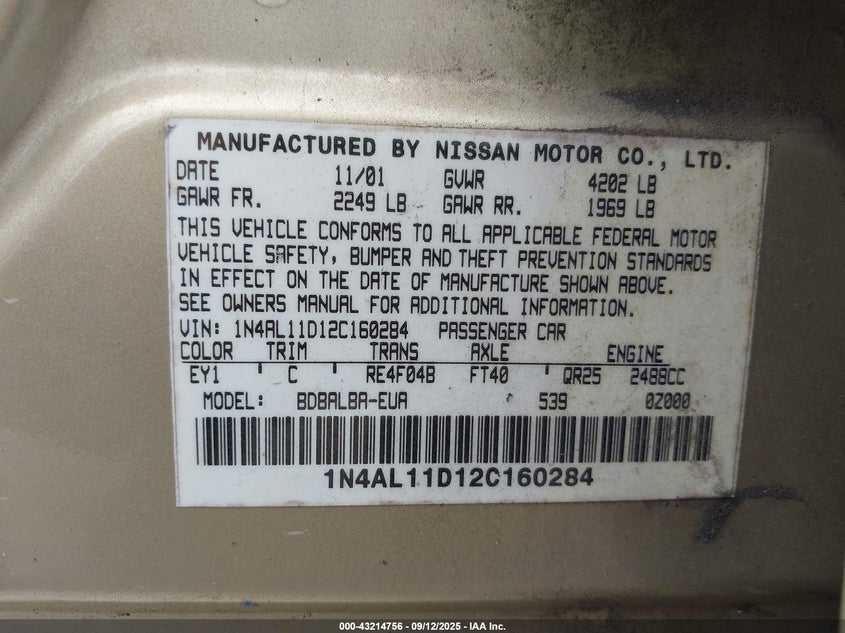 MANUFACTURED BY NISSAN MOTOR CO., LTD.
DATE 11/01 GVWR 4202 LB
GAWR FR. 2249 LB GAWR RR. 1969 LB
THIS VEHICLE CONFORMS TO ALL APPLICABLE FEDERAL MOTOR
VEHICLE SAFETY, BUMPER AND THEFT PREVENTION STANDARDS
IN EFFECT ON THE DATE OF MANUFACTURE SHOWN ABOVE.
SEE OWNERS MANUAL FOR ADDITIONAL INFORMATION.
VIN: 1N4AL11D12C160284 PASSENGER CAR
COLOR TRIM TRANS AXLE ENGINE
EY1 ' C RE4F04B FT40 ' QR25 2488CC
MODEL: BDBALBA-EUA 539 0Z000
1N4AL11D12C160284
000-43214756 - 09/12/2025 - IAA Inc.